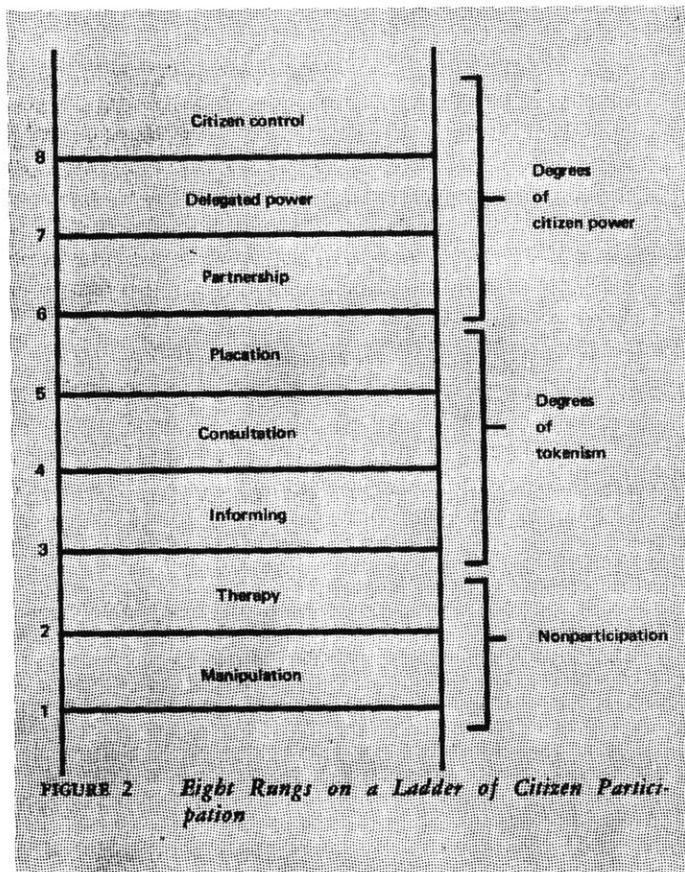 Citizen control
8
Delegated power
7
Partnership
6
Placation
5
Consultation
4
Informing
3
Therapy
2
Manipulation
1
Degrees
of
citizen power
Degrees
of
tokenism
Nonparticipation
FIGURE 2 Eight Rungs on a Ladder of Citizen Partici-
pation